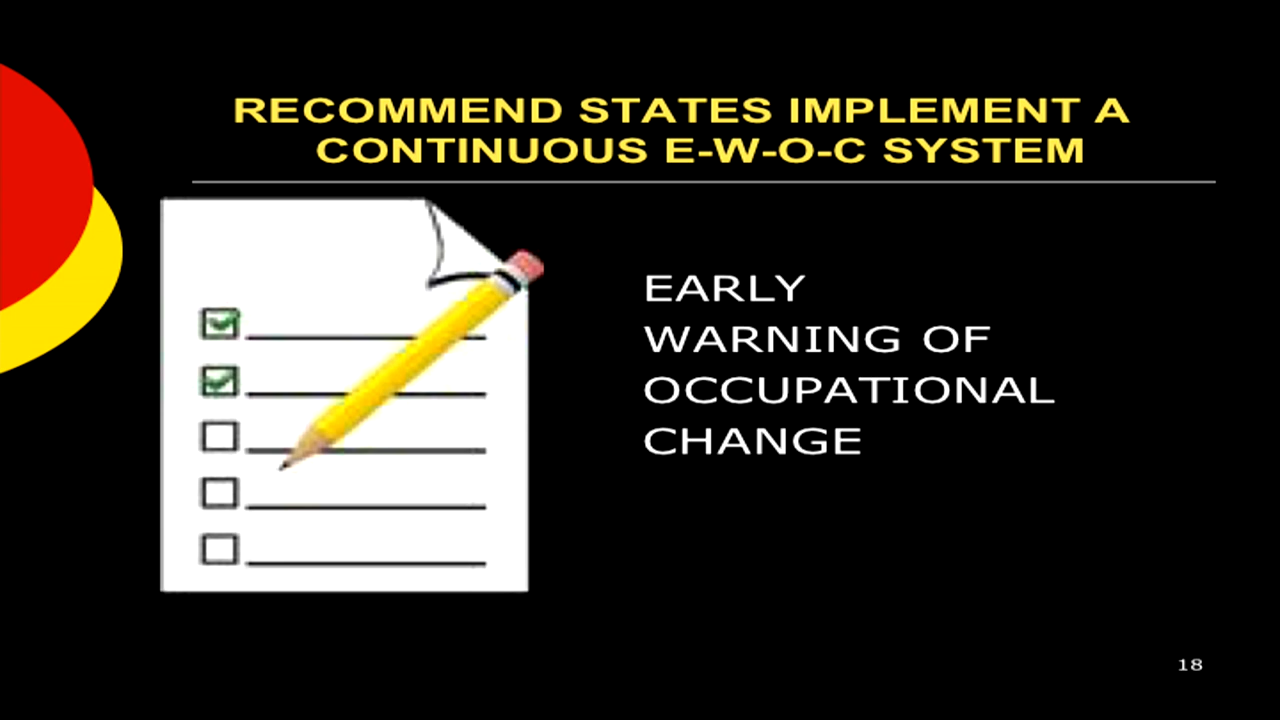 RECOMMEND STATES IMPLEMENT A
CONTINUOUS E-W-O-C SYSTEM
EARLY
WARNING OF
OCCUPATIONAL
CHANGE
18